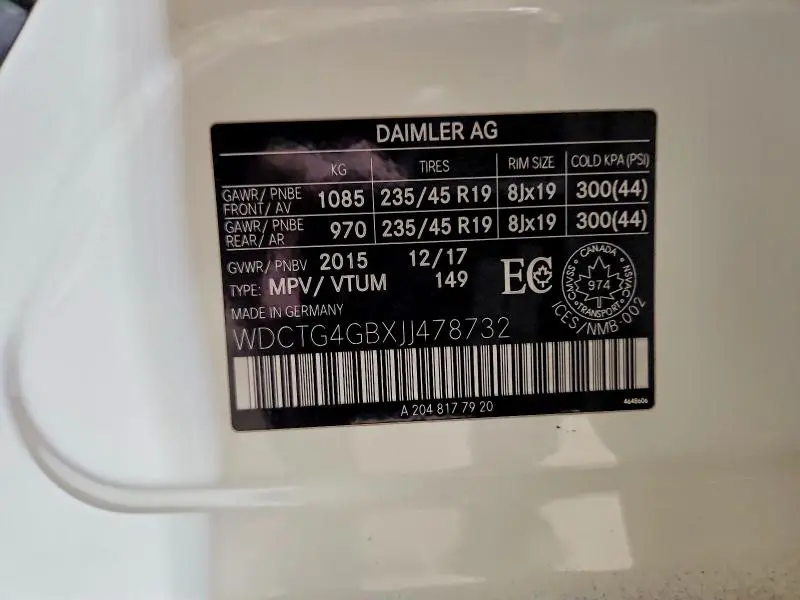 DAIMLER AG
KG TIRES RIM SIZE COLD KPA (PSI)
GAWR/ PNBE FRONT/ AV 1085 235/45 R19 8Jx19 300(44)
GAWR/ PNBE REAR/ AR 970 235/45 R19 8Jx19 300(44)
GVWR/ PNBV 2015 12/17
TYPE: MPV/ VTUM 149
EC
CANADA
974
TRANSPORT
ICES/NMB-002
MADE IN GERMANY
WDCTG4GBXJJ478732
A 204 817 79 20
4648606